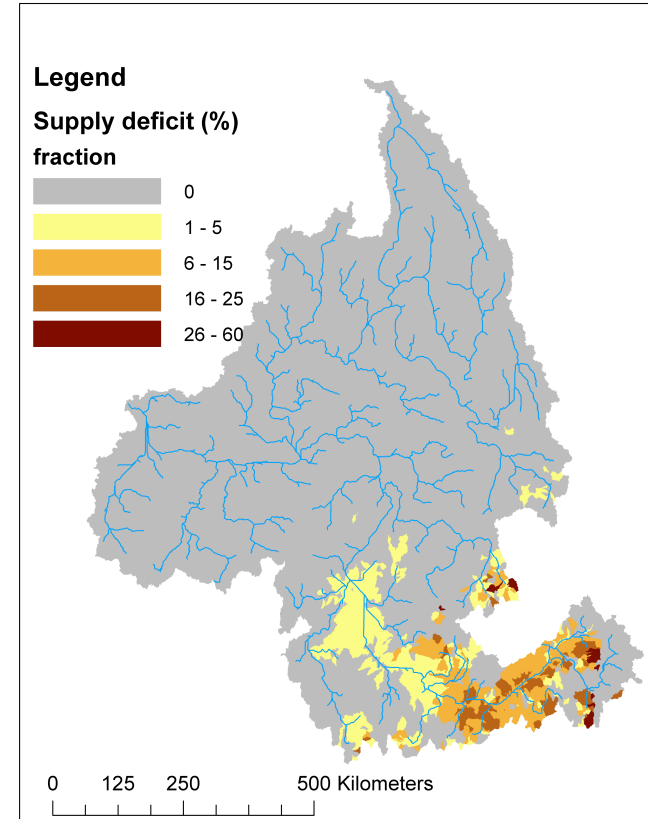 Legend
Supply deficit (%)
fraction
0
1 - 5
6 - 15
16 - 25
26 - 60
0 125 250 500 Kilometers